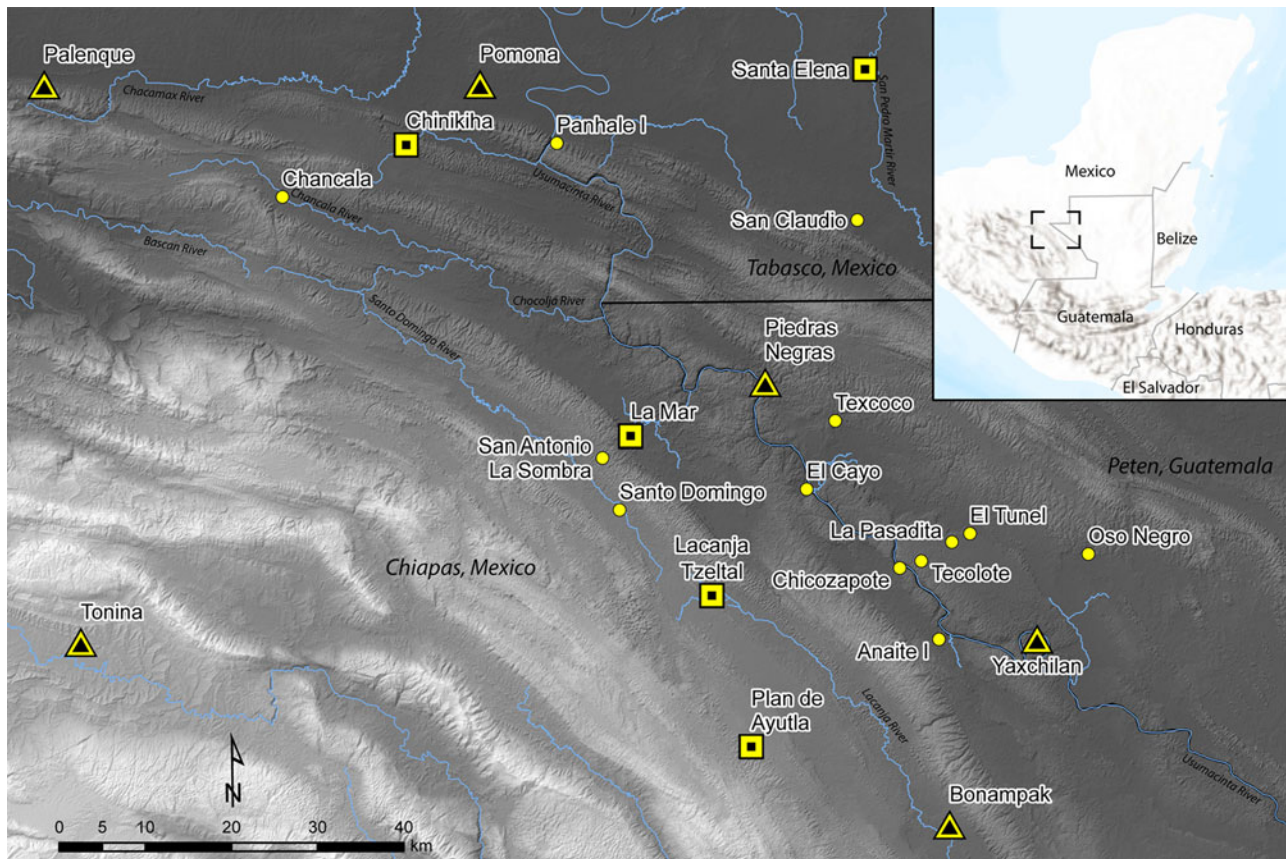 Palenque
Pomona
Santa Elena
Chacamax River
San Pedro Martir River
Chinikiha
Panhale I
Mexico
Usumacinta River
Chancala
Chancala River
San Claudio
Belize
Bascan River
Tabasco, Mexico
Chocoljá River
Guatemala
Honduras
Santo Domingo River
Piedras
Negras
El Salvador
La Mar
Texcoco
San Antonio
La Sombra
Peten, Guatemala
El Cayo
Santo Domingo
El Tunel
La Pasadita
Oso Negro
Lacanja
Tzeltal
Chiapas, Mexico
Chicozapote
Tecolote
Tonina
Anaite I
Yaxchilan
Plan de
Ayutla
Lacanja River
Usumacinta River
N
Bonampak
0 5 10 20 30 40
km